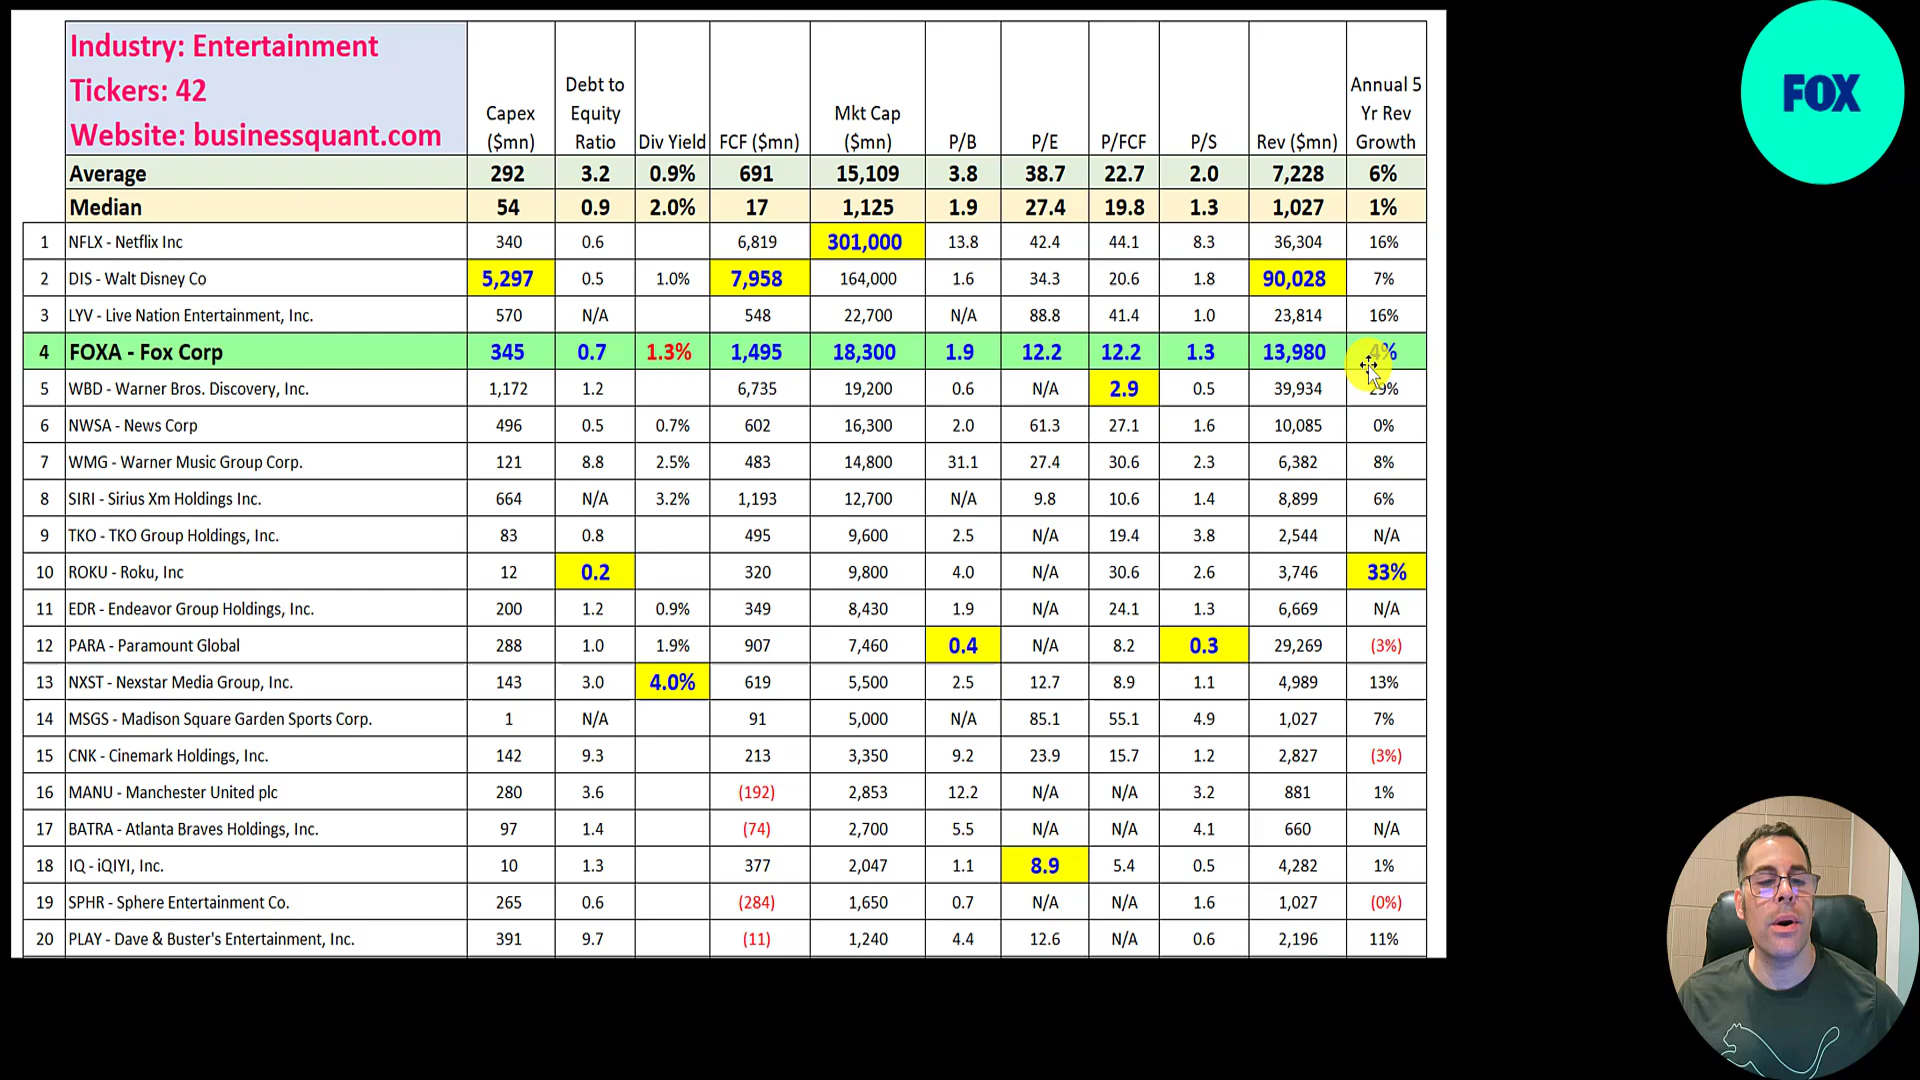 Industry: Entertainment
Tickers: 42
Website: businessquant.com
Capex ($mn) Debt to Equity Ratio Div Yield FCF ($mn) Mkt Cap ($mn) P/B P/E P/FCF P/S Rev ($mn) Annual 5 Yr Rev Growth
Average 292 3.2 0.9% 691 15,109 3.8 38.7 22.7 2.0 7,228 6%
Median 54 0.9 2.0% 17 1,125 1.9 27.4 19.8 1.3 1,027 1%
1 NFLX - Netflix Inc 340 0.6 6,819 301,000 13.8 42.4 44.1 8.3 36,304 16%
2 DIS - Walt Disney Co 5,297 0.5 1.0% 7,958 164,000 1.6 34.3 20.6 1.8 90,028 7%
3 LYV - Live Nation Entertainment, Inc. 570 N/A 548 22,700 N/A 88.8 41.4 1.0 23,814 16%
4 FOXA - Fox Corp 345 0.7 1.3% 1,495 18,300 1.9 12.2 12.2 1.3 13,980 4%
5 WBD - Warner Bros. Discovery, Inc. 1,172 1.2 6,735 19,200 0.6 N/A 2.9 0.5 39,934 29%
6 NWSA - News Corp 496 0.5 0.7% 602 16,300 2.0 61.3 27.1 1.6 10,085 0%
7 WMG - Warner Music Group Corp. 121 8.8 2.5% 483 14,800 31.1 27.4 30.6 2.3 6,382 8%
8 SIRI - Sirius Xm Holdings Inc. 664 N/A 3.2% 1,193 12,700 N/A 9.8 10.6 1.4 8,899 6%
9 TKO - TKO Group Holdings, Inc. 83 0.8 495 9,600 2.5 N/A 19.4 3.8 2,544 N/A
10 ROKU - Roku, Inc 12 0.2 320 9,800 4.0 N/A 30.6 2.6 3,746 33%
11 EDR - Endeavor Group Holdings, Inc. 200 1.2 0.9% 349 8,430 1.9 N/A 24.1 1.3 6,669 N/A
12 PARA - Paramount Global 288 1.0 1.9% 907 7,460 0.4 N/A 8.2 0.3 29,269 (3%)
13 NXST - Nexstar Media Group, Inc. 143 3.0 4.0% 619 5,500 2.5 12.7 8.9 1.1 4,989 13%
14 MSGS - Madison Square Garden Sports Corp. 1 N/A 91 5,000 N/A 85.1 55.1 4.9 1,027 7%
15 CNK - Cinemark Holdings, Inc. 142 9.3 213 3,350 9.2 23.9 15.7 1.2 2,827 (3%)
16 MANU - Manchester United plc 280 3.6 (192) 2,853 12.2 N/A N/A 3.2 881 1%
17 BATRA - Atlanta Braves Holdings, Inc. 97 1.4 (74) 2,700 5.5 N/A N/A 4.1 660 N/A
18 IQ - iQIYI, Inc. 10 1.3 377 2,047 1.1 8.9 5.4 0.5 4,282 1%
19 SPHR - Sphere Entertainment Co. 265 0.6 (284) 1,650 0.7 N/A N/A 1.6 1,027 (0%)
20 PLAY - Dave & Buster's Entertainment, Inc. 391 9.7 (11) 1,240 4.4 12.6 N/A 0.6 2,196 11%
FOX